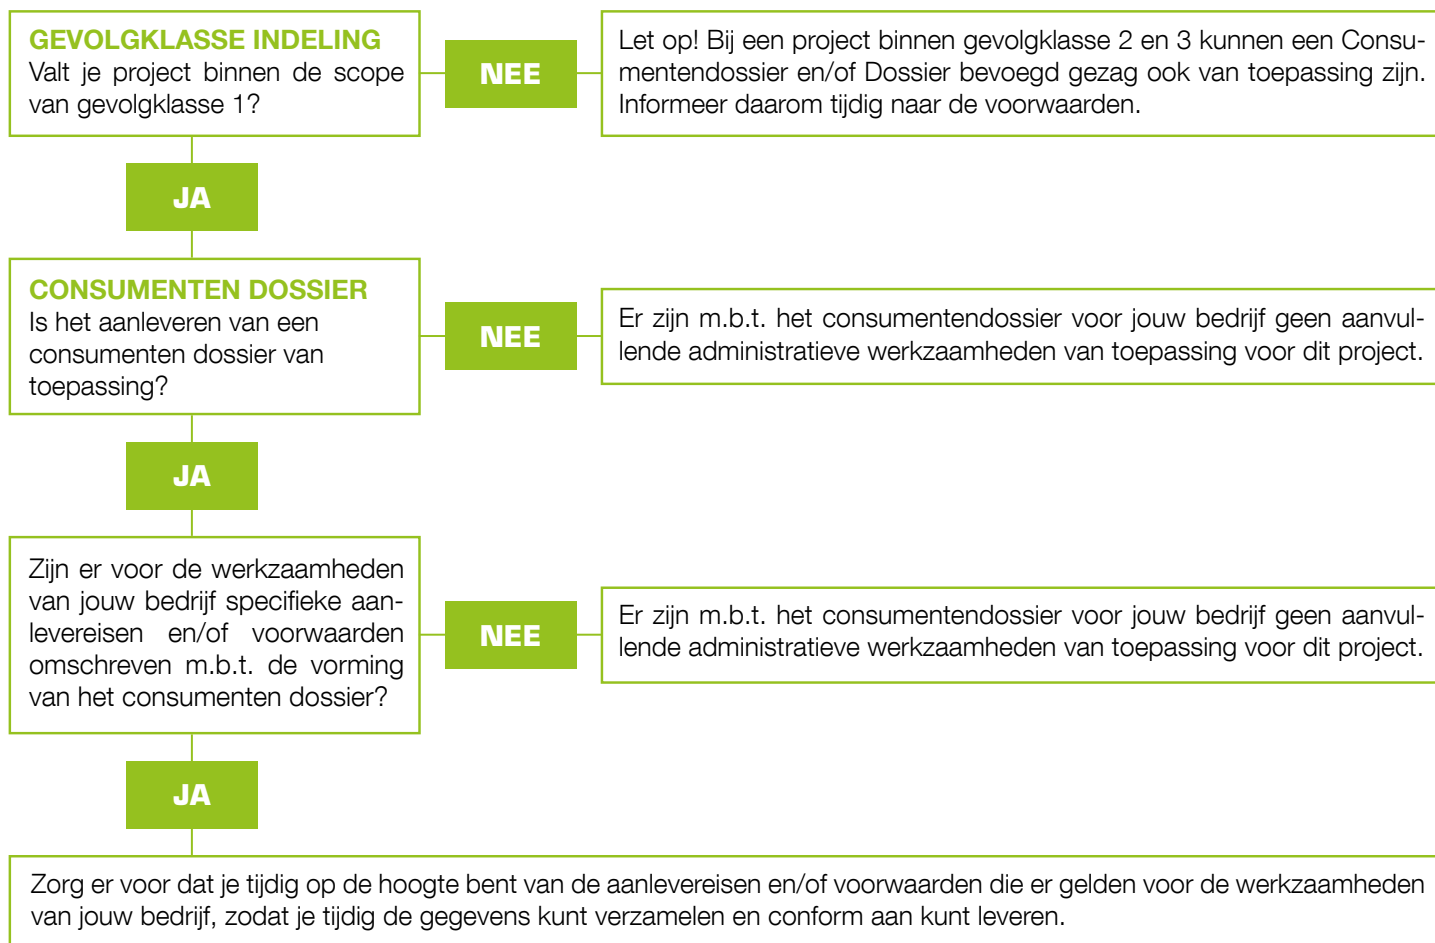 GEVOLGKLASSE INDELING
Valt je project binnen de scope
van gevolgklasse 1?
NEE
Let op! Bij een project binnen gevolgklasse 2 en 3 kunnen een Consu-
mentendossier en/of Dossier bevoegd gezag ook van toepassing zijn.
Informeer daarom tijdig naar de voorwaarden.
JA
CONSUMENTEN DOSSIER
Is het aanleveren van een
consumenten dossier van
toepassing?
NEE
Er zijn m.b.t. het consumentendossier voor jouw bedrijf geen aanvul-
lende administratieve werkzaamheden van toepassing voor dit project.
JA
Zijn er voor de werkzaamheden
van jouw bedrijf specifieke aan-
levereisen en/of voorwaarden
omschreven m.b.t. de vorming
van het consumenten dossier?
NEE
Er zijn m.b.t. het consumentendossier voor jouw bedrijf geen aanvul-
lende administratieve werkzaamheden van toepassing voor dit project.
JA
Zorg er voor dat je tijdig op de hoogte bent van de aanlevereisen en/of voorwaarden die er gelden voor de werkzaamheden
van jouw bedrijf, zodat je tijdig de gegevens kunt verzamelen en conform aan kunt leveren.